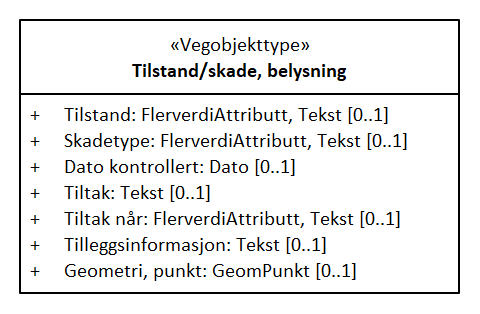 «Vegobjekttype»
Tilstand/skade, belysning
+ Tilstand: FlerverdiAttributt, Tekst [0..1]
+ Skadetype: FlerverdiAttributt, Tekst [0..1]
+ Dato kontrollert: Dato [0..1]
+ Tiltak: Tekst [0..1]
+ Tiltak når: FlerverdiAttributt, Tekst [0..1]
+ Tilleggsinformasjon: Tekst [0..1]
+ Geometri, punkt: GeomPunkt [0..1]